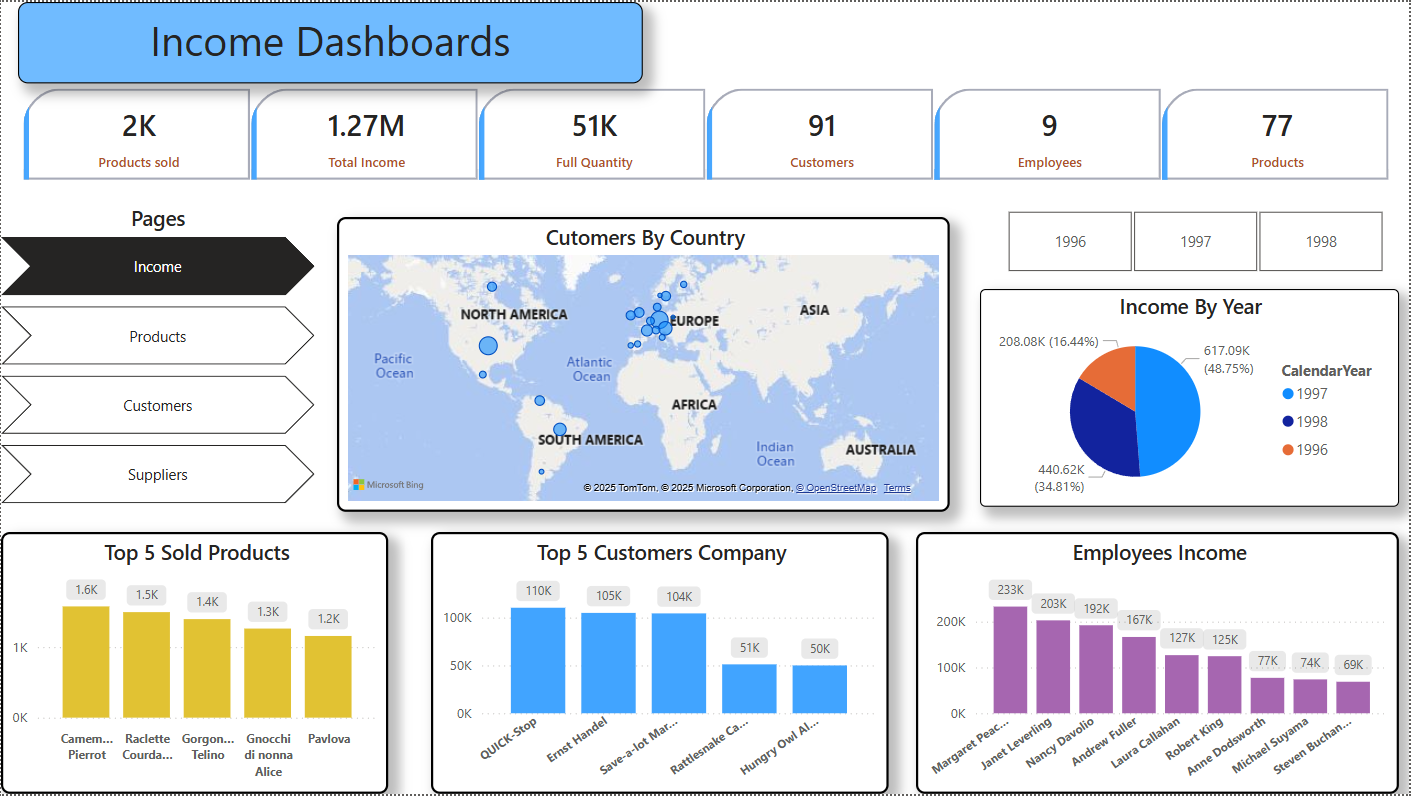 Income Dashboards
2K
Products sold
1.27M
Total Income
51K
Full Quantity
91
Customers
9
Employees
77
Products
Pages
Income
Products
Customers
Suppliers
Cutomers By Country
NORTH AMERICA
EUROPE
ASIA
Pacific
Ocean
Atlantic
Ocean
AFRICA
SOUTH AMERICA
Indian
Ocean
AUSTRALIA
Microsoft Bing
© 2025 TomTom, © 2025 Microsoft Corporation, © OpenStreetMap Terms
1996
1997
1998
Income By Year
208.08K (16.44%)
617.09K
(48.75%)
440.62K
(34.81%)
CalendarYear
1997
1998
1996
Top 5 Sold Products
1.6K
1.5K
1.4K
1.3K
1.2K
1K
0K
Camem...
Pierrot
Raclette
Courda...
Gorgon...
Telino
Gnocchi
di nonna
Alice
Pavlova
Top 5 Customers Company
110K
105K
104K
51K
50K
100K
50K
0K
QUICK-Stop
Ernst Handel
Save-a-lot Mar...
Rattlesnake Ca...
Hungry Owl Al...
Employees Income
233K
203K
192K
167K
127K
125K
77K
74K
69K
200K
100K
0K
Margaret Peac...
Janet Leverling
Nancy Davolio
Andrew Fuller
Laura Callahan
Robert King
Anne Dodsworth
Michael Suyama
Steven Buchan...